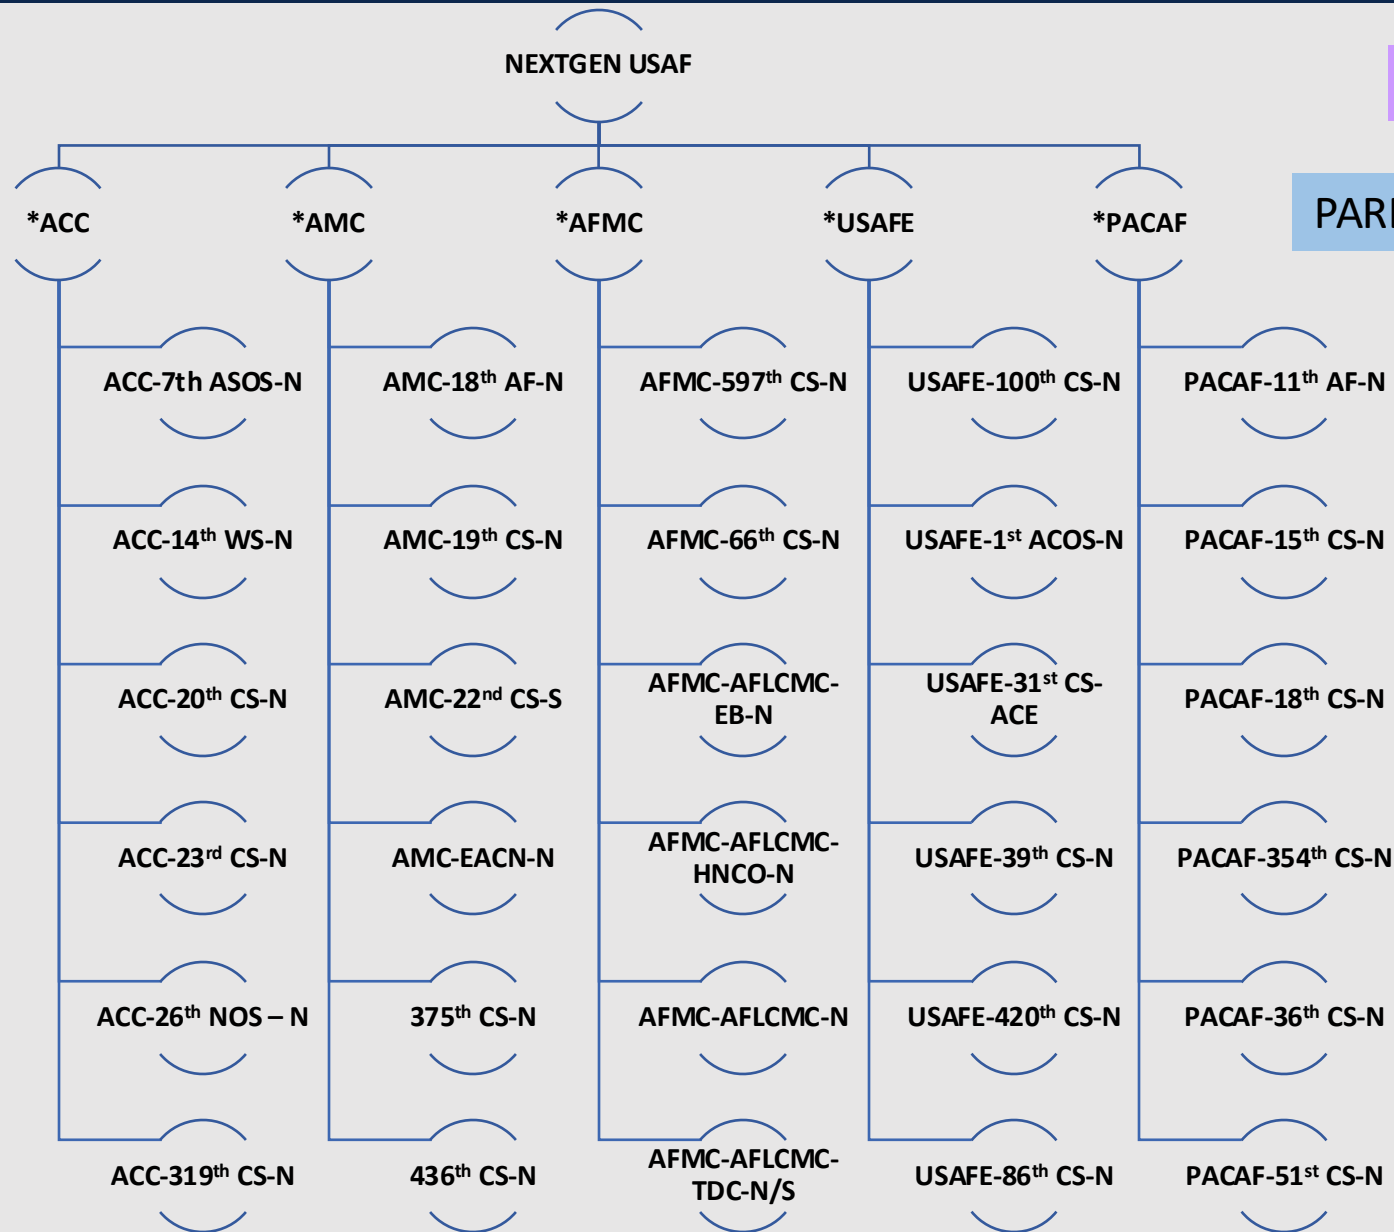 NEXTGEN USAF
*ACC
*AMC
*AFMC
*USAFE
*PACAF
ACC-7th ASOS-N
AMC-18th AF-N
AFMC-597th CS-N
USAFE-100th CS-N
PACAF-11th AF-N
ACC-14th WS-N
AMC-19th CS-N
AFMC-66th CS-N
USAFE-1st ACOS-N
PACAF-15th CS-N
ACC-20th CS-N
AMC-22nd CS-S
AFMC-AFLCMC-
EB-N
USAFE-31st CS-
ACE
PACAF-18th CS-N
ACC-23rd CS-N
AMC-EACN-N
AFMC-AFLCMC-
HNCO-N
USAFE-39th CS-N
PACAF-354th CS-N
ACC-26th NOS – N
375th CS-N
AFMC-AFLCMC-N
USAFE-420th CS-N
PACAF-36th CS-N
ACC-319th CS-N
436th CS-N
AFMC-AFLCMC-
TDC-N/S
USAFE-86th CS-N
PACAF-51st CS-N